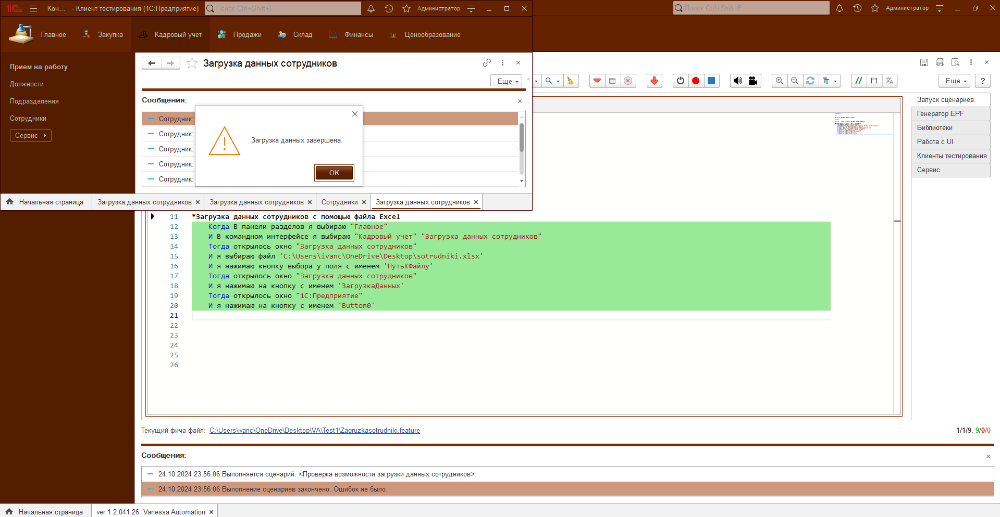 Кон... - Клиент тестирования (1С:Предприятие)
Поиск Ctrl+Shift+F
Администратор
Поиск Ctrl+Shift+F
Администратор
Главное
Закупка
Кадровый учет
Продажи
Склад
Финансы
Ценообразование
Прием на работу
Должности
Подразделения
Сотрудники
Сервис
Загрузка данных сотрудников
Еще
Сообщения:
Сотрудник:
Сотрудник:
Сотрудник:
Сотрудник:
Сотрудник:
Загрузка данных завершена.
OK
Начальная страница
Загрузка данных сотрудников
Загрузка данных сотрудников
Сотрудники
Загрузка данных сотрудников
Еще
?
Запуск сценариев
Генератор EPF
Библиотеки
Работа с UI
Клиенты тестирования
Сервис
11 *Загрузка данных сотрудников с помощью файла Excel
12 Когда В панели разделов я выбираю "Главное"
13 И В командном интерфейсе я выбираю "Кадровый учет" "Загрузка данных сотрудников"
14 Тогда открылось окно "Загрузка данных сотрудников"
15 И я выбираю файл 'C:\Users\ivanc\OneDrive\Desktop\sotrudniki.xlsx'
16 И я нажимаю кнопку выбора у поля с именем 'ПутьКФайлу'
17 Тогда открылось окно "Загрузка данных сотрудников"
18 И я нажимаю на кнопку с именем 'ЗагрузкаДанных'
19 Тогда открылось окно "1С:Предприятие"
20 И я нажимаю на кнопку с именем 'Button0'
21
22
23
24
25
26
Текущий фича файл: C:\Users\ivanc\OneDrive\Desktop\VA\Test1\Zagruzkasotrudniki.feature
1/1/9, 9/0/0
Сообщения:
24.10.2024 23:56:06 Выполняется сценарий: <Проверка возможности загрузки данных сотрудников>.
24.10.2024 23:56:06 Выполнение сценариев закончено. Ошибок не было.
Начальная страница
ver 1.2.041.26: Vanessa Automation